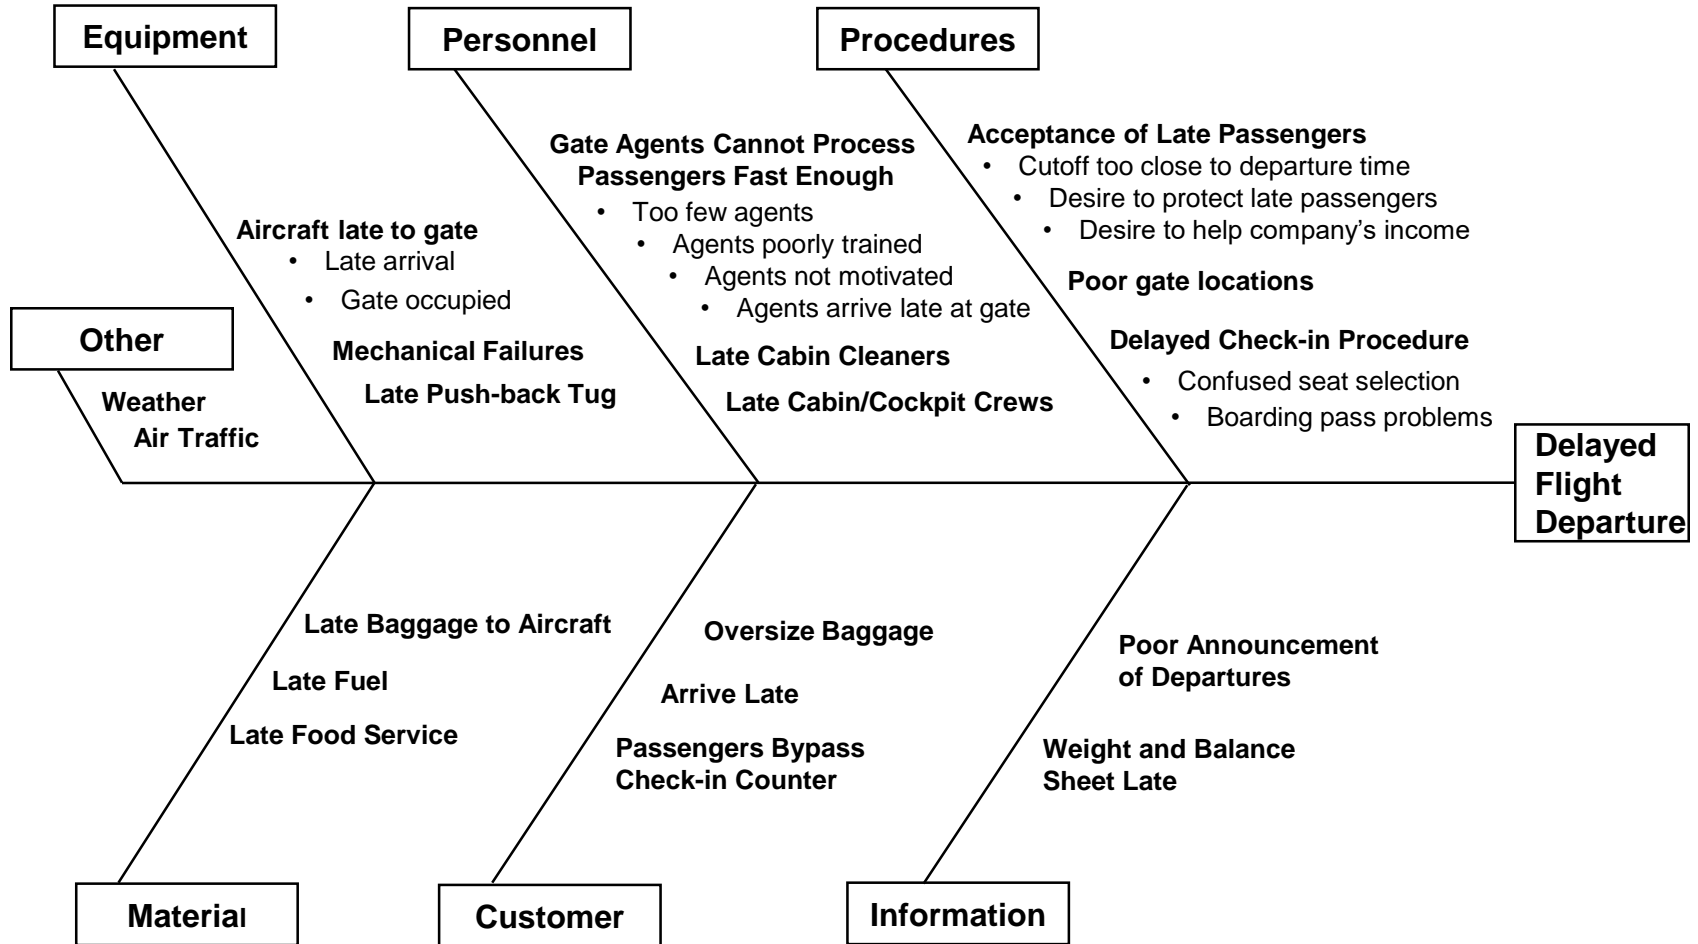 Equipment
Personnel
Procedures
Aircraft late to gate
• Late arrival
• Gate occupied
Mechanical Failures
Late Push-back Tug
Gate Agents Cannot Process
Passengers Fast Enough
• Too few agents
• Agents poorly trained
• Agents not motivated
• Agents arrive late at gate
Late Cabin Cleaners
Late Cabin/Cockpit Crews
Acceptance of Late Passengers
• Cutoff too close to departure time
• Desire to protect late passengers
• Desire to help company’s income
Poor gate locations
Delayed Check-in Procedure
• Confused seat selection
• Boarding pass problems
Other
Weather
Air Traffic
Delayed
Flight
Departure
Late Baggage to Aircraft
Late Fuel
Late Food Service
Oversize Baggage
Arrive Late
Passengers Bypass
Check-in Counter
Poor Announcement
of Departures
Weight and Balance
Sheet Late
Material
Customer
Information